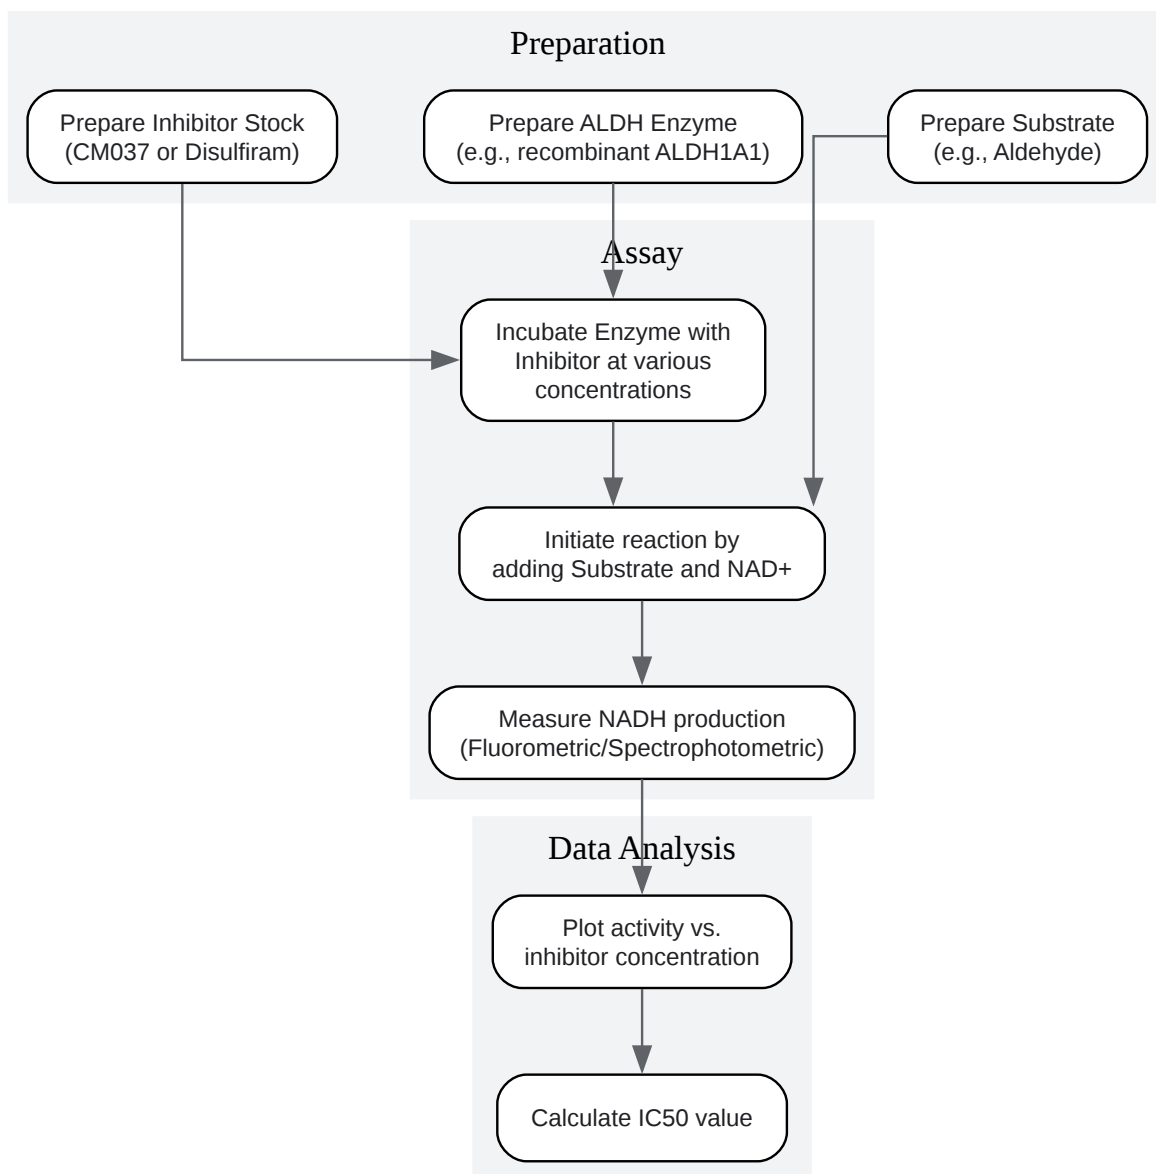 Preparation
Prepare Inhibitor Stock
(CM037 or Disulfiram)
Prepare ALDH Enzyme
(e.g., recombinant ALDH1A1)
Prepare Substrate
(e.g., Aldehyde)
Assay
Incubate Enzyme with
Inhibitor at various
concentrations
Initiate reaction by
adding Substrate and NAD+
Measure NADH production
(Fluorometric/Spectrophotometric)
Data Analysis
Plot activity vs.
inhibitor concentration
Calculate IC50 value